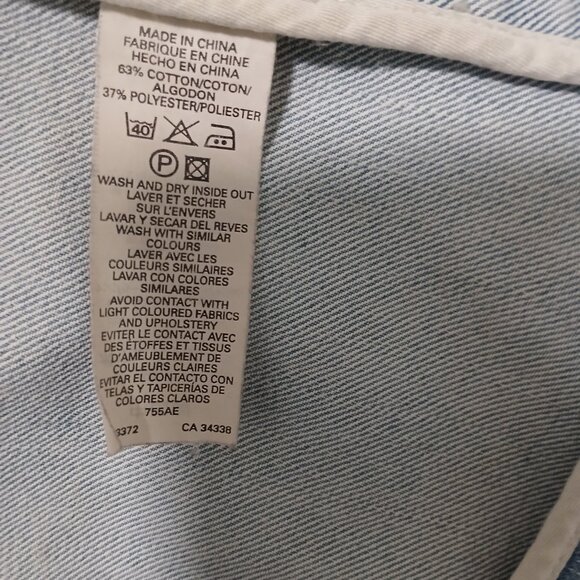 MADE IN CHINA
FABRIQUE EN CHINE
HECHO EN CHINA
63% COTTON/COTON/
ALGODON
37% POLYESTER/POLIESTER
40
P
WASH AND DRY INSIDE OUT
LAVER ET SECHER
SUR L'ENVERS
LAVAR Y SECAR DEL REVES
WASH WITH SIMILAR
COLOURS
LAVER AVEC LES
COULEURS SIMILAIRES
LAVAR CON COLORES
SIMILARES
AVOID CONTACT WITH
LIGHT COLOURED FABRICS
AND UPHOLSTERY
EVITER LE CONTACT AVEC
DES ETOFFES ET TISSUS
D'AMEUBLEMENT DE
COULEURS CLAIRES
EVITAR EL CONTACTO CON
TELAS Y TAPICERIAS DE
COLORES CLAROS
755AE
3372 CA 34338